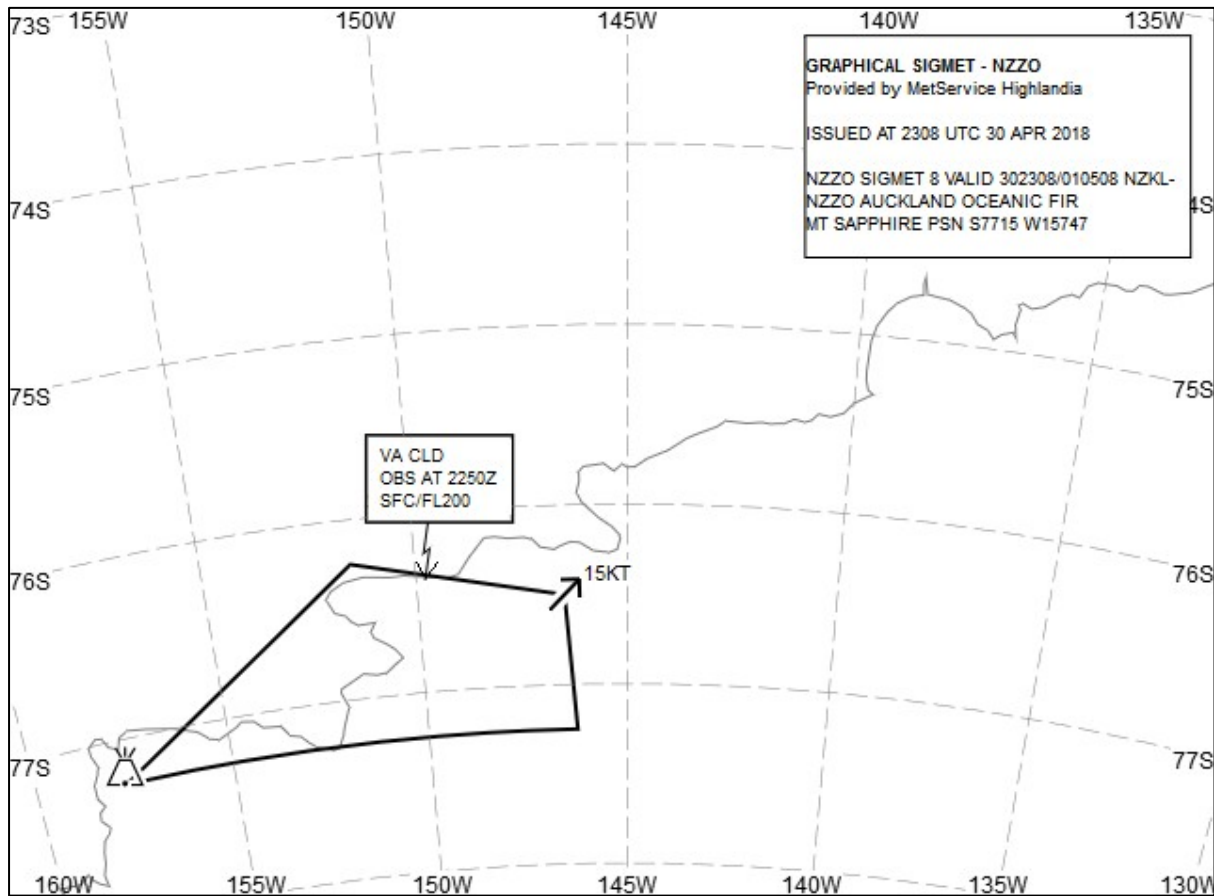 73S 155W 150W 145W 140W 135W
GRAPHICAL SIGMET - NZZO
Provided by MetService Highlandia
ISSUED AT 2308 UTC 30 APR 2018
NZZO SIGMET 8 VALID 302308/010508 NZKL-
NZZO AUCKLAND OCEANIC FIR
MT SAPPHIRE PSN S7715 W15747
74S 4S
75S 75S
VA CLD
OBS AT 2250Z
SFC/FL200
15KT
76S 76S
77S 77S
160W 155W 150W 145W 140W 135W 130W